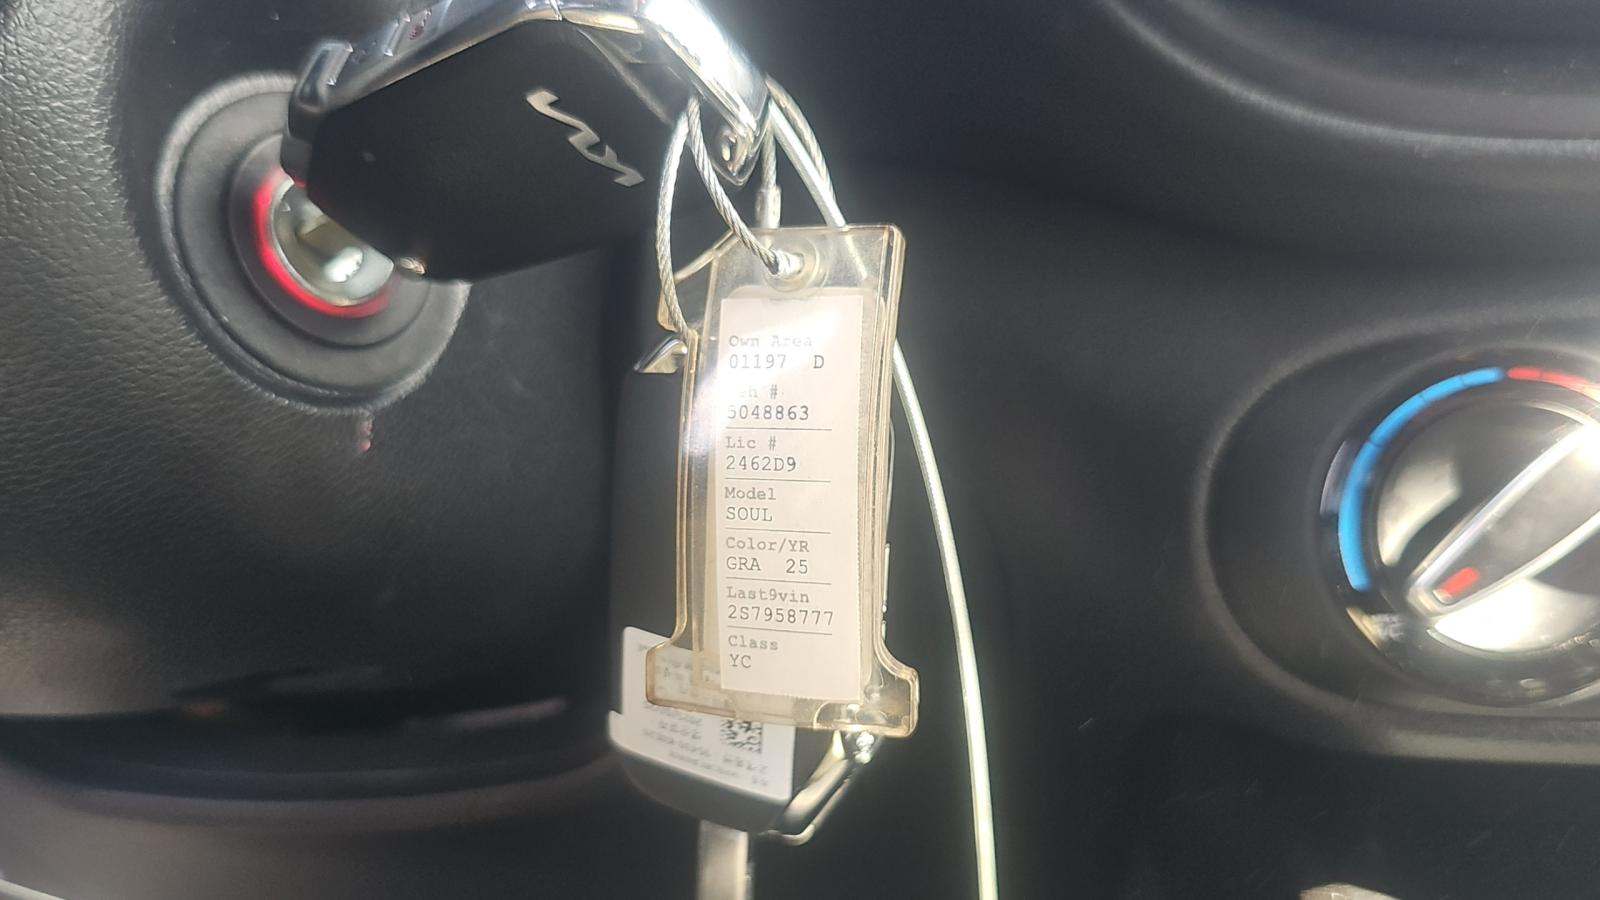 Own Area
01197 D
#
5048863
Lic #
2462D9
Model
SOUL
Color/YR
GRA 25
Last9vin
2S7958777
Class
YC